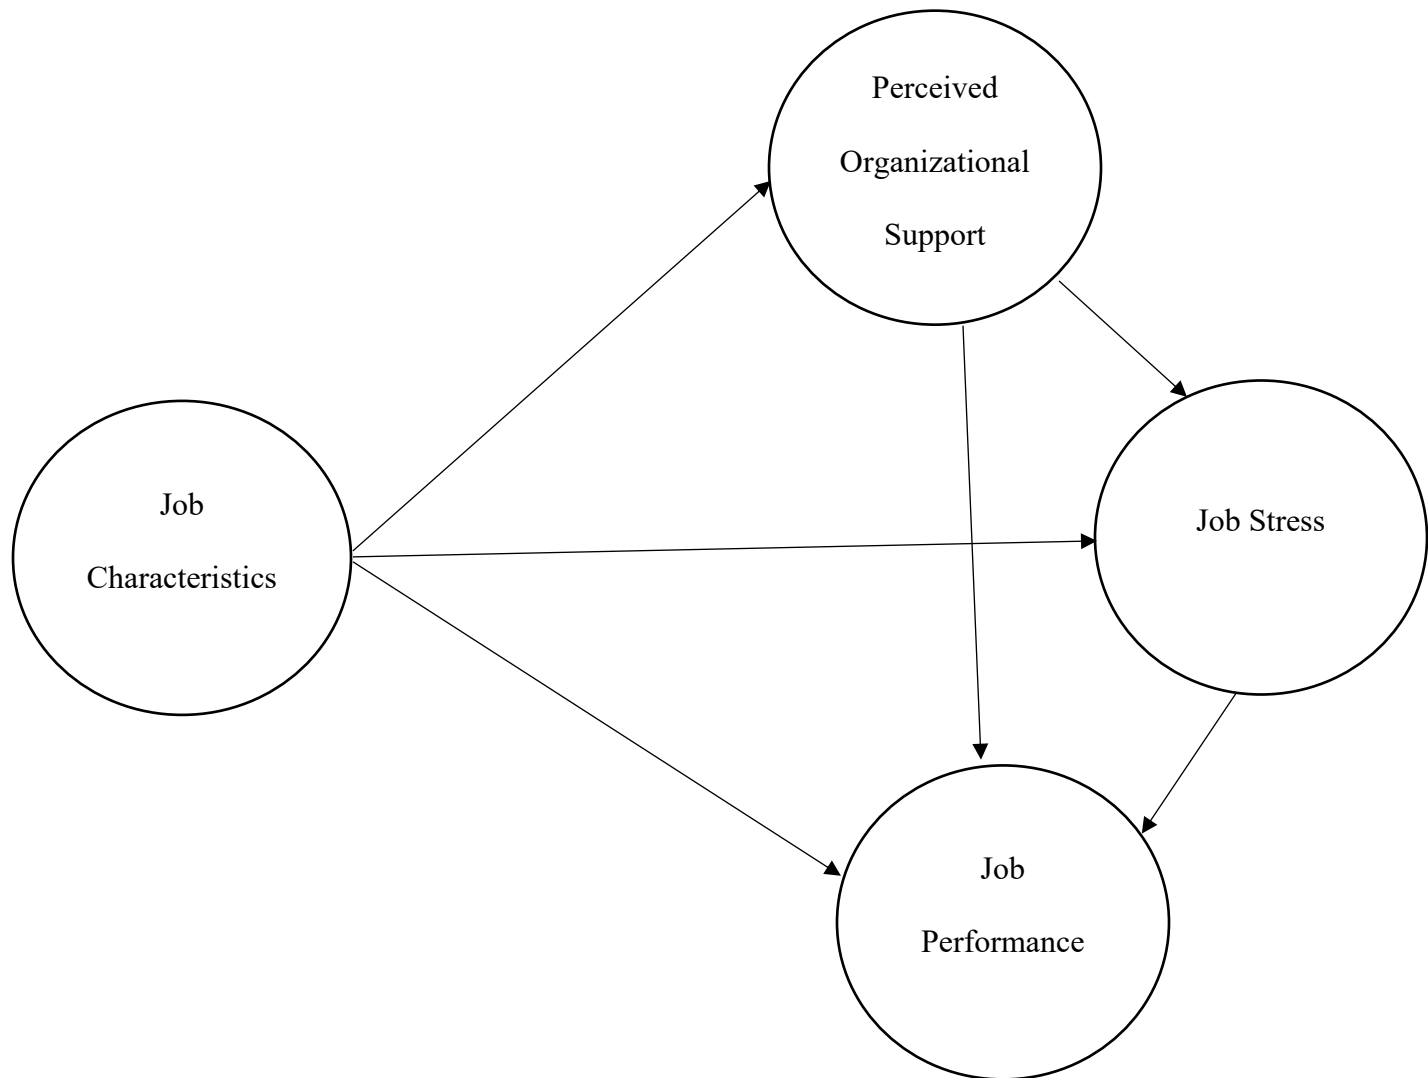 Perceived
Organizational
Support
Job
Characteristics
Job Stress
Job
Performance